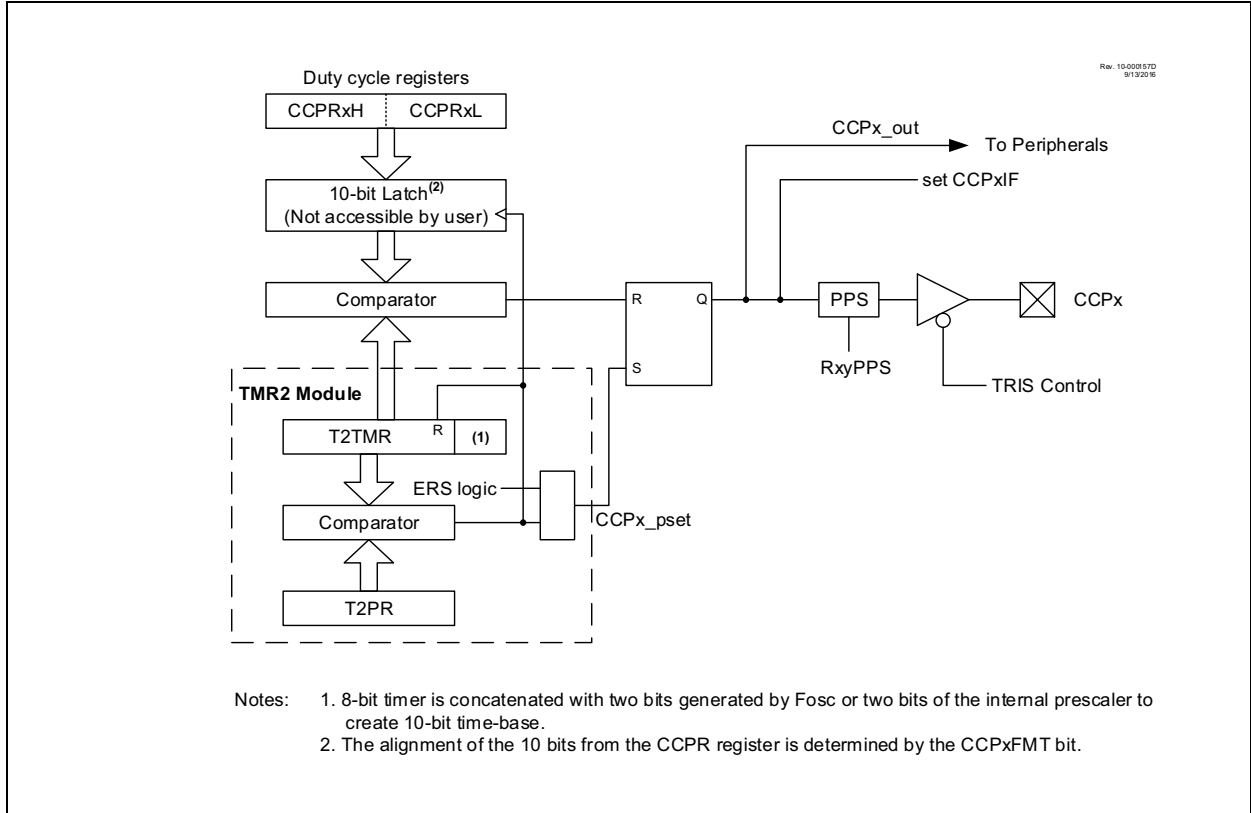 Rev. 10-000157D
9/13/2016
Duty cycle registers
CCPRxH CCPRxL
CCPx_out
To Peripherals
10-bit Latch(2)
(Not accessible by user)
set CCPxIF
Comparator
R Q
PPS
CCPx
S
RxyPPS
TRIS Control
TMR2 Module
T2TMR R (1)
ERS logic
Comparator
CCPx_pset
T2PR
Notes: 1. 8-bit timer is concatenated with two bits generated by Fosc or two bits of the internal prescaler to
create 10-bit time-base.
2. The alignment of the 10 bits from the CCPR register is determined by the CCPxFMT bit.